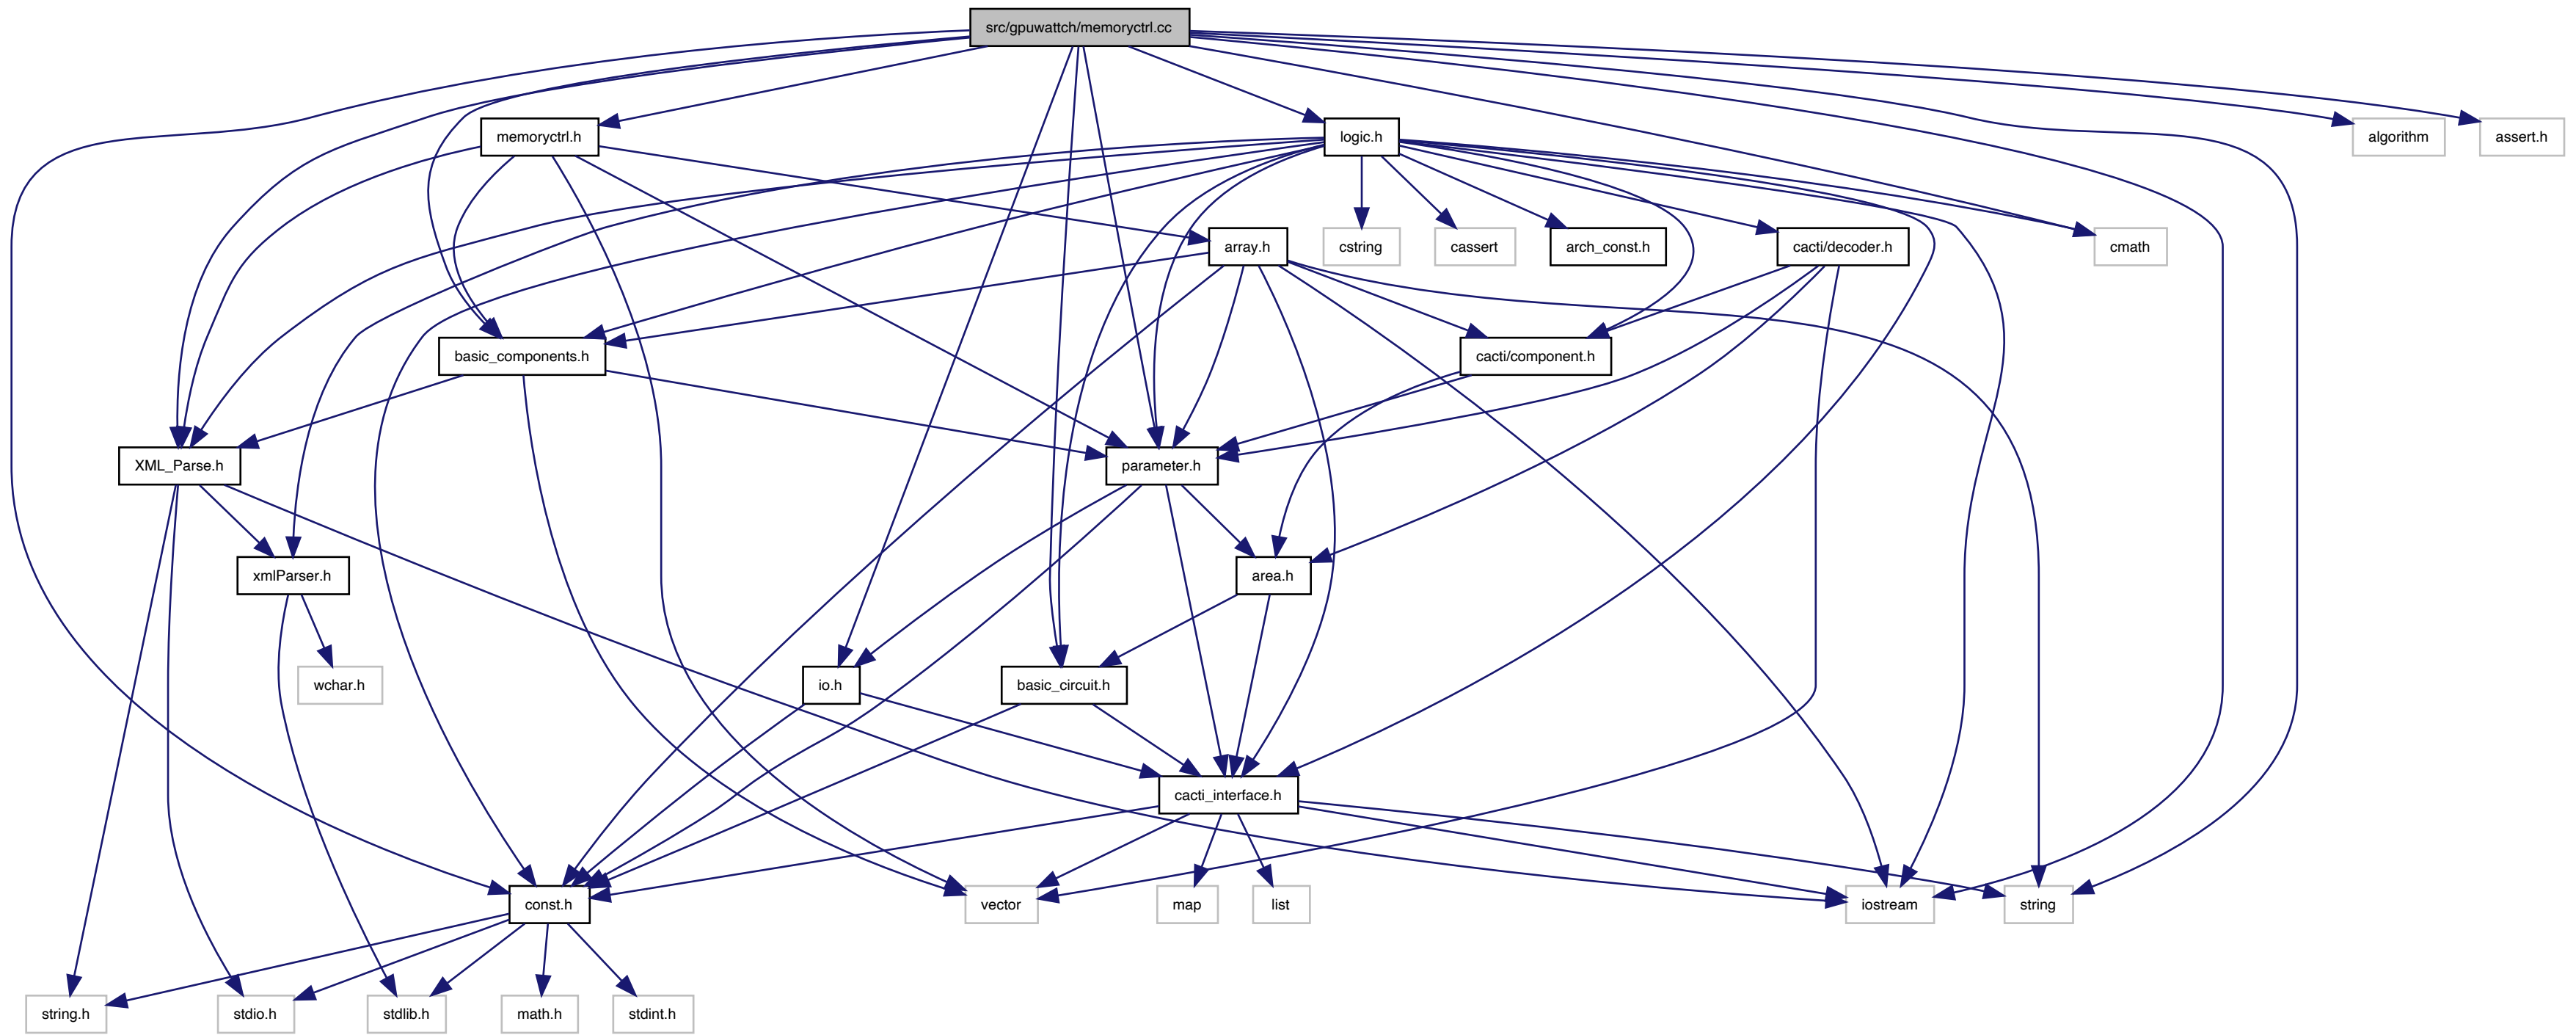 src/gpuwattch/memoryctrl.cc
memoryctrl.h
logic.h
algorithm
assert.h
array.h
cstring
cassert
arch_const.h
cacti/decoder.h
cmath
basic_components.h
cacti/component.h
XML_Parse.h
parameter.h
xmlParser.h
area.h
wchar.h
io.h
basic_circuit.h
cacti_interface.h
const.h
vector
map
list
iostream
string
string.h
stdio.h
stdlib.h
math.h
stdint.h